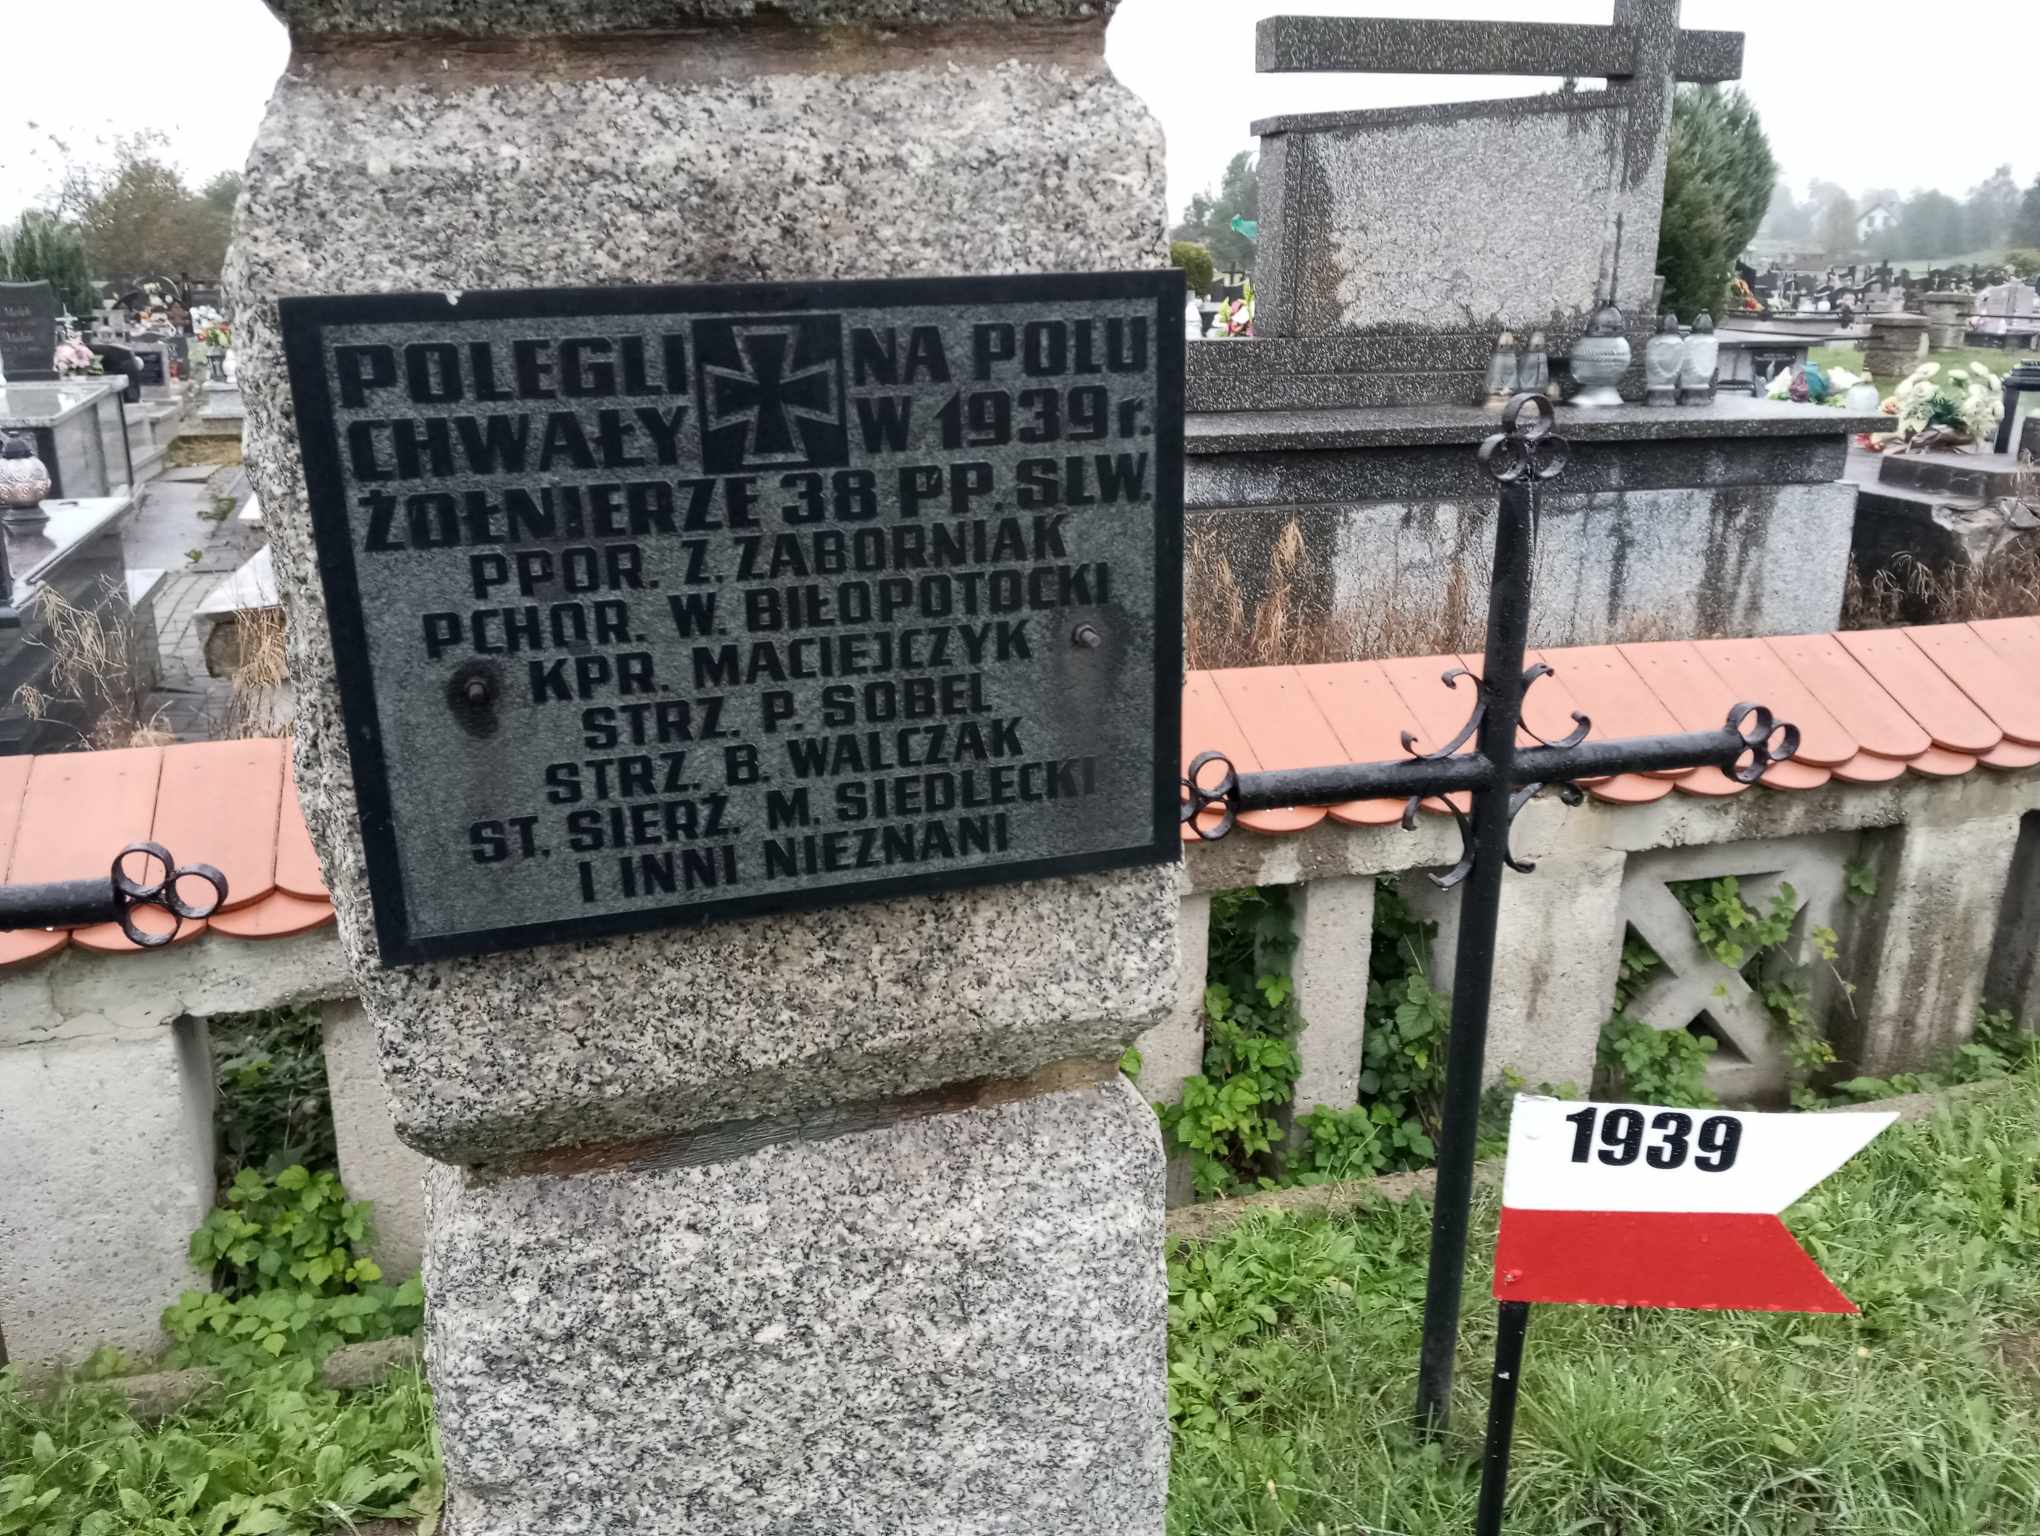 POLEGLI NA POLU
CHWAŁY W 1939 r.
ŻOŁNIERZE 38 PP. SLW.
PPOR. Z. ZABORNIAK
PCHOR. W. BIŁOPOTOCKI
KPR. MACIEJCZYK
STRZ. P. SOBEL
STRZ. B. WALCZAK
ST. SIERŻ. M. SIEDLECKI
I INNI NIEZNANI
1939